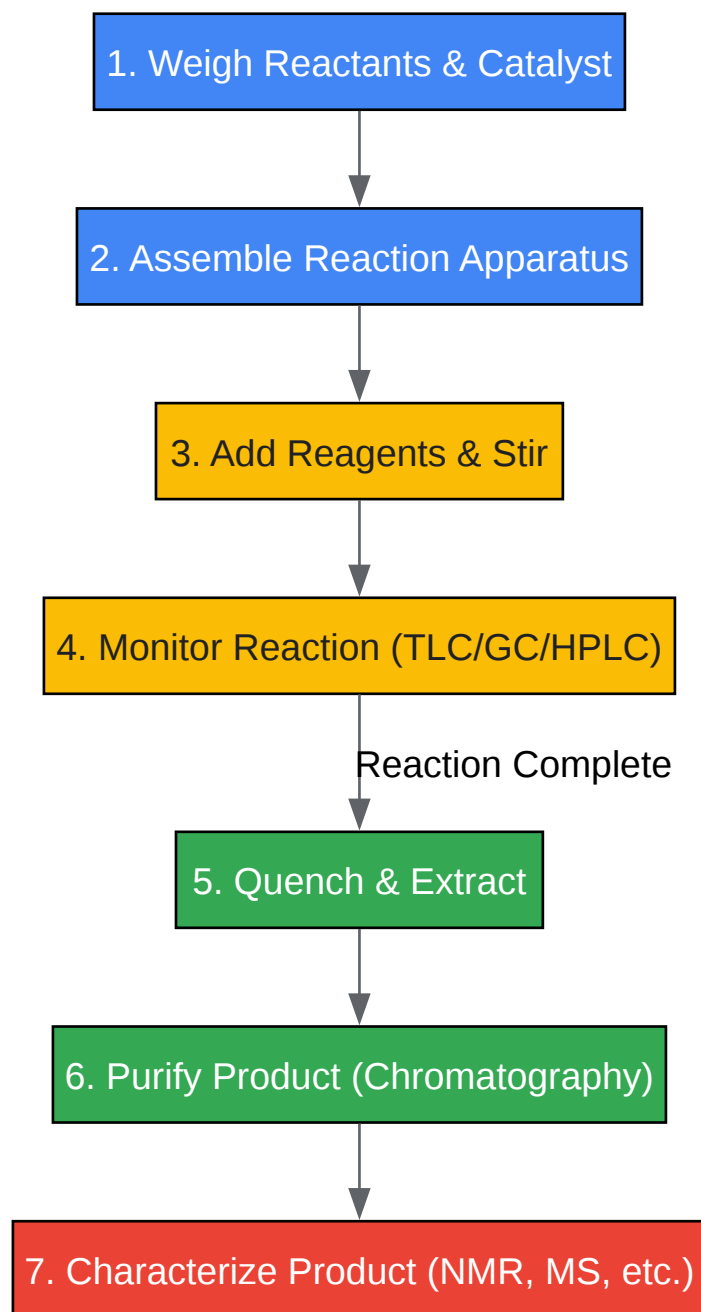 1. Weigh Reactants & Catalyst
2. Assemble Reaction Apparatus
3. Add Reagents & Stir
4. Monitor Reaction (TLC/GC/HPLC)
Reaction Complete
5. Quench & Extract
6. Purify Product (Chromatography)
7. Characterize Product (NMR, MS, etc.)